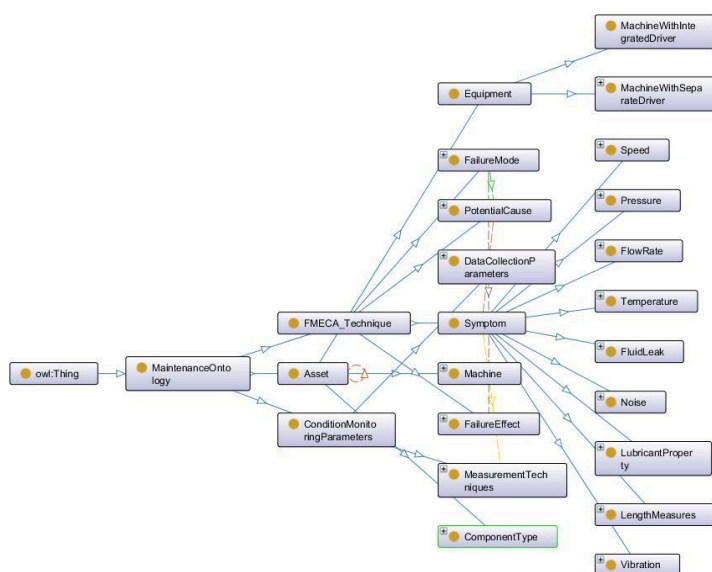 owl:Thing
MaintenanceOnto
logy
FMECA_Technique
Asset
ConditionMonito
ringParameters
Equipment
FailureMode
PotentialCause
DataCollectionP
arameters
Symptom
Machine
FailureEffect
MeasurementTech
niques
ComponentType
MachineWithInte
gratedDriver
MachineWithSepa
rateDriver
Speed
Pressure
FlowRate
Temperature
FluidLeak
Noise
LubricantProper
ty
LengthMeasures
Vibration